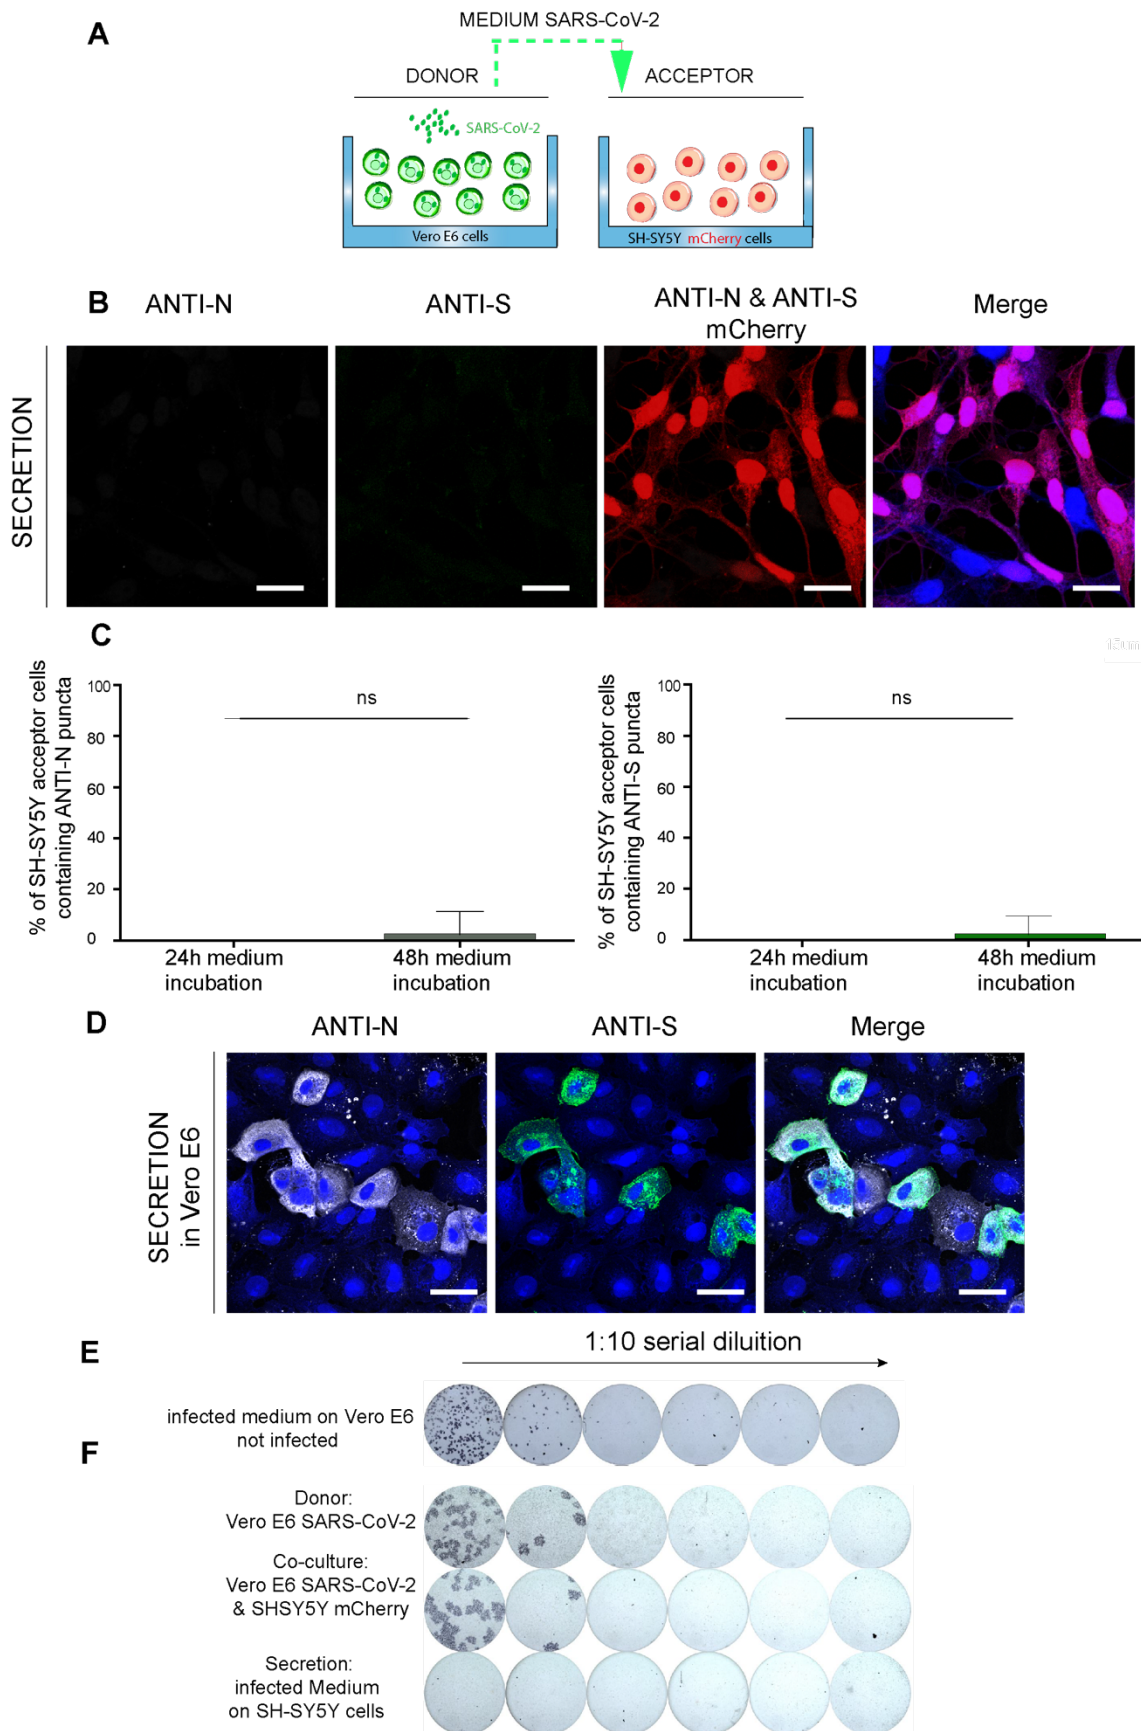 A
MEDIUM SARS-CoV-2
DONOR
ACCEPTOR
SARS-CoV-2
Vero E6 cells
SH-SY5Y mCherry cells
B
ANTI-N
ANTI-S
ANTI-N & ANTI-S
mCherry
Merge
SECRETION
C
15um
% of SH-SY5Y acceptor cells
containing ANTI-N puncta
100
80
60
40
20
0
ns
24h medium
incubation
48h medium
incubation
% of SH-SY5Y acceptor cells
containing ANTI-S puncta
100
80
60
40
20
0
ns
24h medium
incubation
48h medium
incubation
D
ANTI-N
ANTI-S
Merge
SECRETION
in Vero E6
E
1:10 serial diluition
infected medium on Vero E6
not infected
F
Donor:
Vero E6 SARS-CoV-2
Co-culture:
Vero E6 SARS-CoV-2
& SHSY5Y mCherry
Secretion:
infected Medium
on SH-SY5Y cells